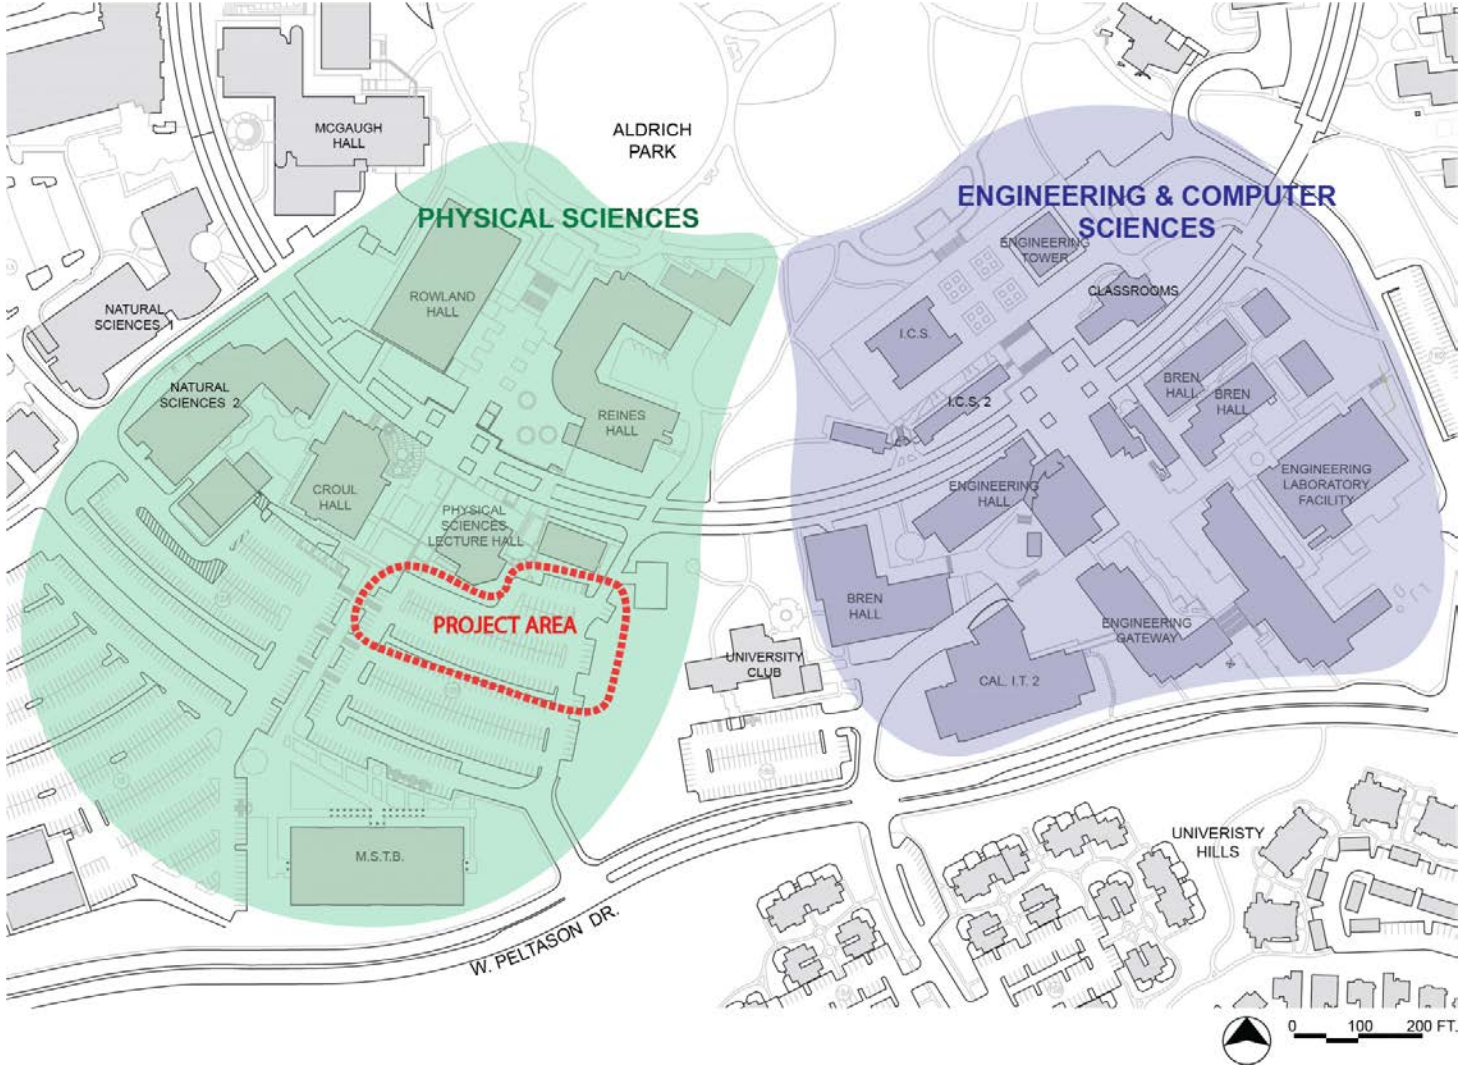 MCGAUGH
HALL
ALDRICH
PARK
PHYSICAL SCIENCES
ENGINEERING & COMPUTER
SCIENCES
ENGINEERING
TOWER
CLASSROOMS
ROWLAND
HALL
NATURAL
SCIENCES 1
I.C.S.
NATURAL
SCIENCES 2
BREN
HALL
BREN
HALL
I.C.S. 2
REINES
HALL
CROUL
HALL
PHYSICAL
SCIENCES
LECTURE HALL
ENGINEERING
HALL
ENGINEERING
LABORATORY
FACILITY
BREN
HALL
PROJECT AREA
ENGINEERING
GATEWAY
UNIVERSITY
CLUB
CAL. I.T. 2
M.S.T.B.
UNIVERISTY
HILLS
W. PELTASON DR.
0 100 200 FT.